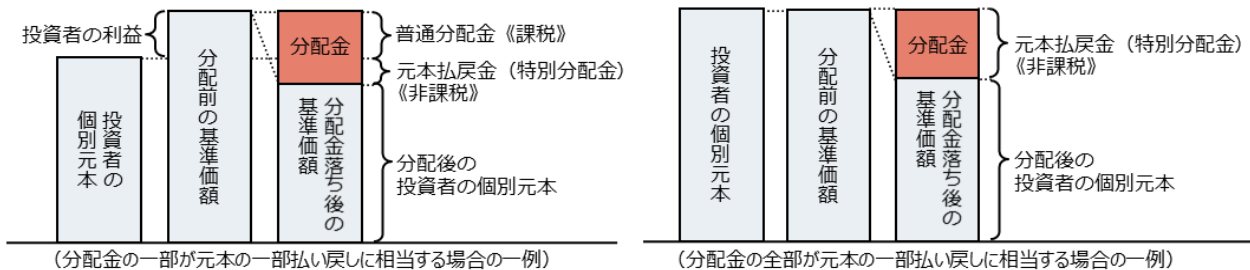 投資者の利益
投資者の
個別元本
分配前の基準価額
分配金
分配金落ち後の
基準価額
普通分配金《課税》
元本払戻金（特別分配金）
《非課税》
分配後の
投資者の個別元本
（分配金の一部が元本の一部払い戻しに相当する場合の一例）
投資者の個別元本
分配前の基準価額
分配金
分配金落ち後の
基準価額
元本払戻金（特別分配金）
《非課税》
分配後の
投資者の個別元本
（分配金の全部が元本の一部払い戻しに相当する場合の一例）